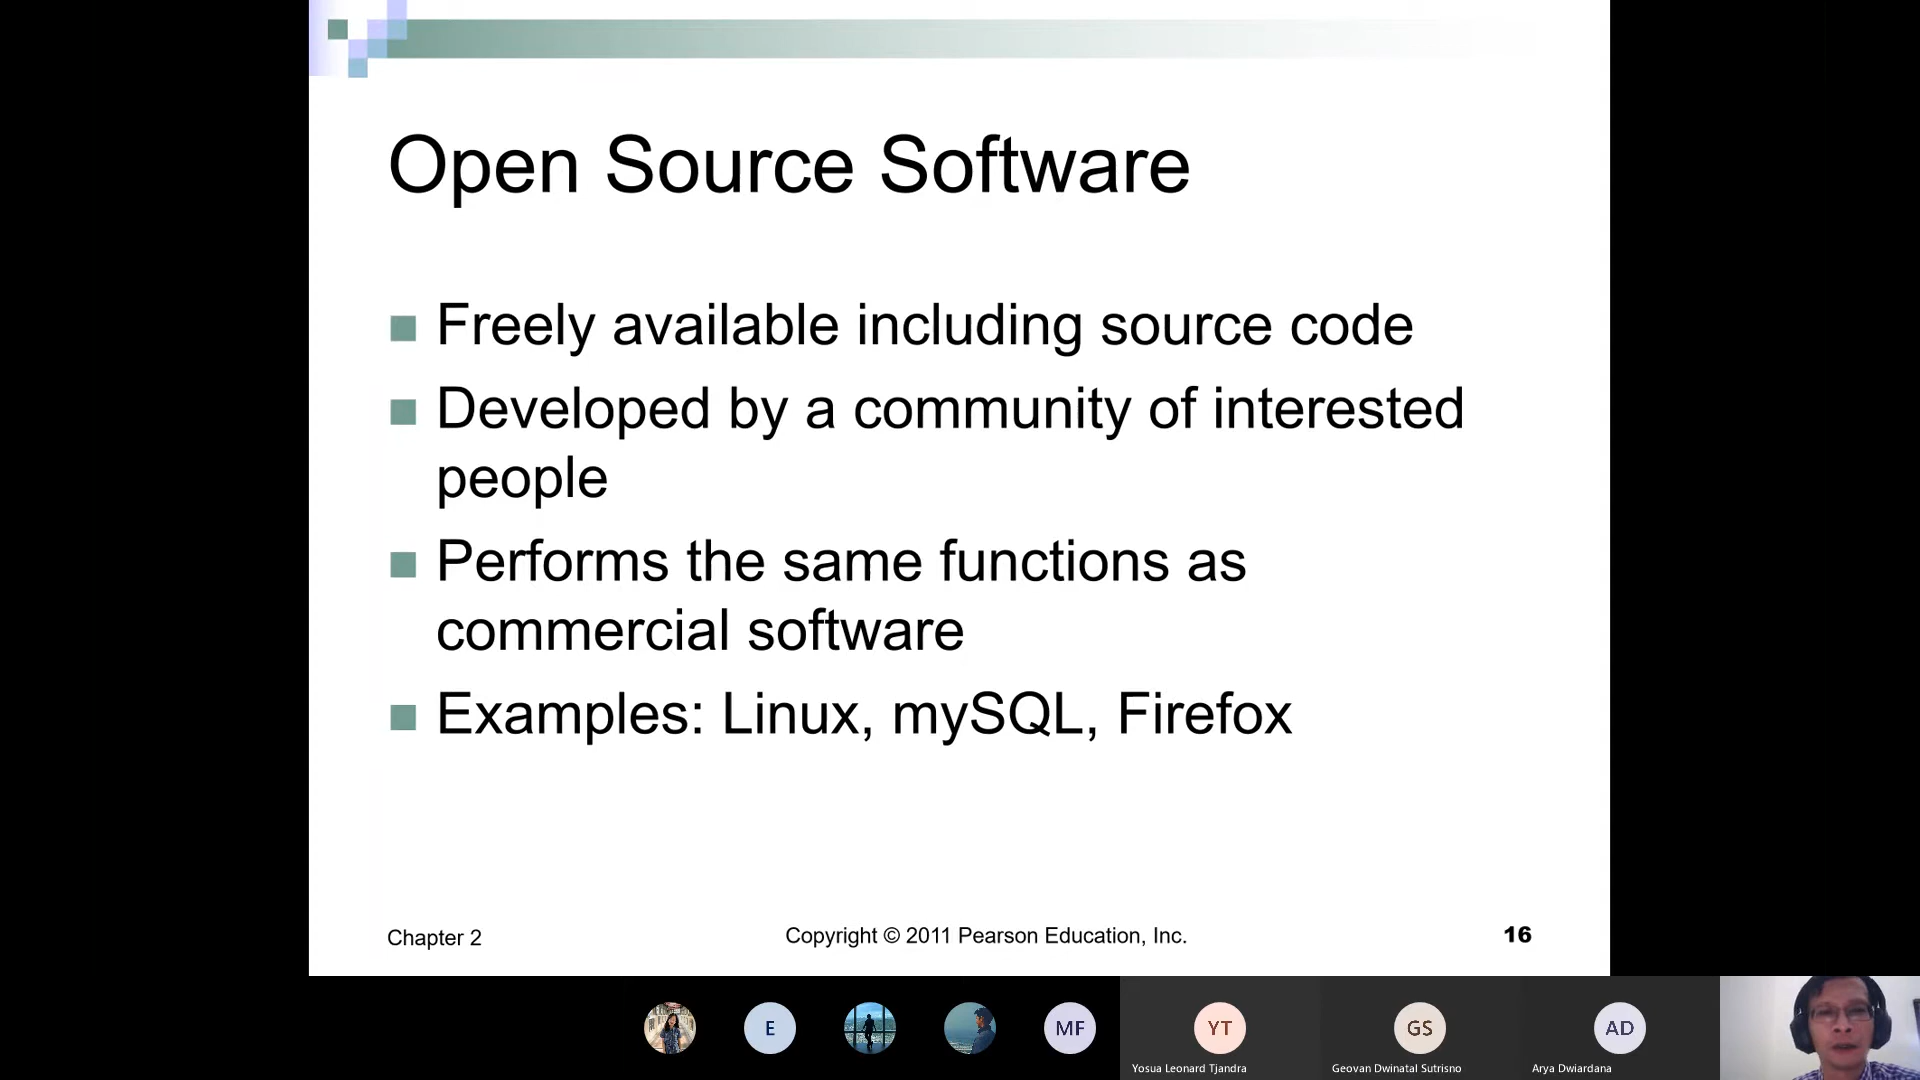 Open Source Software
Freely available including source code
Developed by a community of interested
people
Performs the same functions as
commercial software
Examples: Linux, mySQL, Firefox
Chapter 2
Copyright © 2011 Pearson Education, Inc.
16
E
MF
YT
GS
AD
Yosua Leonard Tjandra
Geovan Dwinatal Sutrisno
Arya Dwiardana